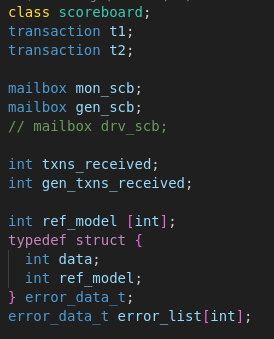 class scoreboard;
transaction t1;
transaction t2;
mailbox mon_scb;
mailbox gen_scb;
// mailbox drv_scb;
int txns_received;
int gen_txns_received;
int ref_model [int];
typedef struct {
int data;
int ref_model;
} error_data_t;
error_data_t error_list[int];